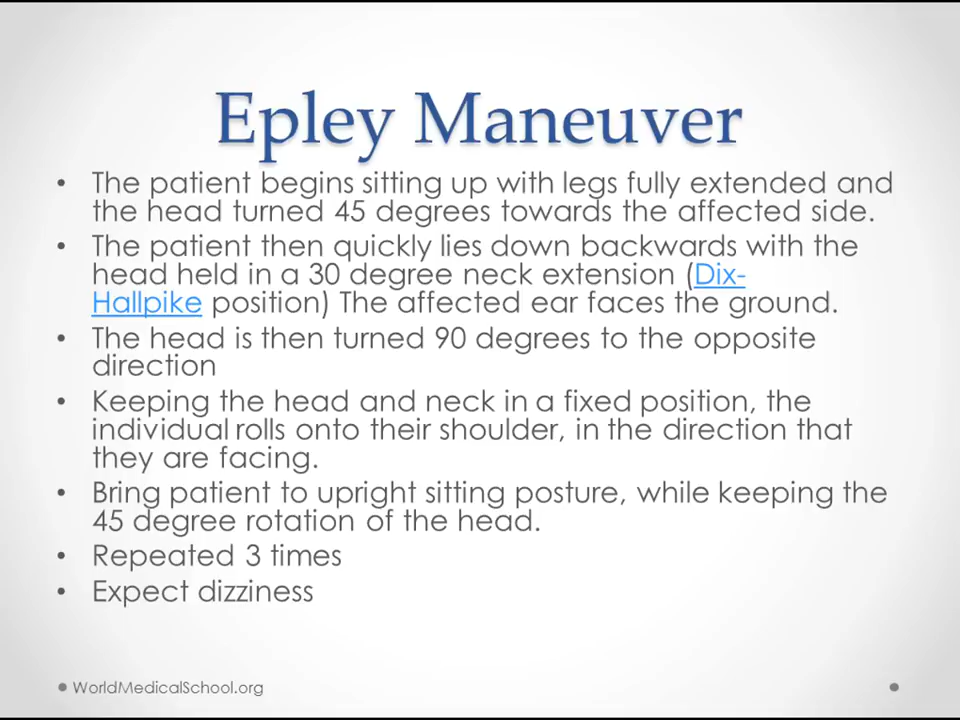 Epley Maneuver
• The patient begins sitting up with legs fully extended and
the head turned 45 degrees towards the affected side.
• The patient then quickly lies down backwards with the
head held in a 30 degree neck extension (Dix-
Hallpike position) The affected ear faces the ground.
• The head is then turned 90 degrees to the opposite
direction
• Keeping the head and neck in a fixed position, the
individual rolls onto their shoulder, in the direction that
they are facing.
• Bring patient to upright sitting posture, while keeping the
45 degree rotation of the head.
• Repeated 3 times
• Expect dizziness
WorldMedicalSchool.org